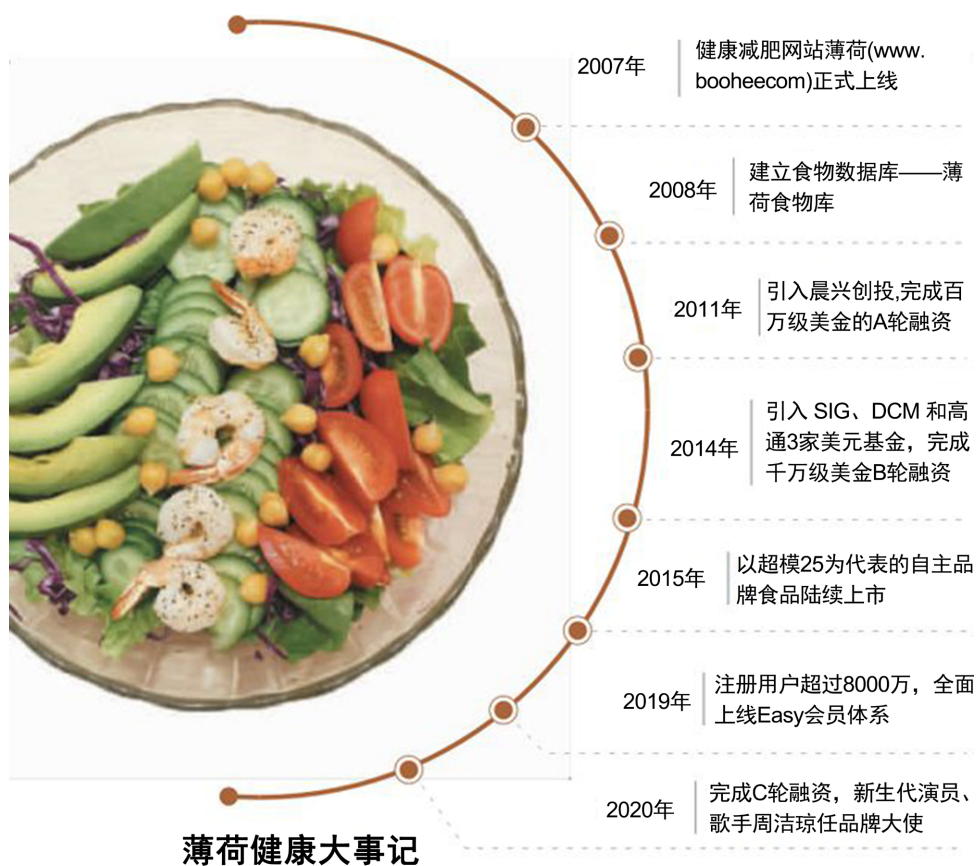 2007年
健康减肥网站薄荷(www.
booheecom)正式上线
2008年
建立食物数据库——薄
荷食物库
2011年
引入晨兴创投,完成百
万级美金的A轮融资
2014年
引入 SIG、DCM 和高
通3家美元基金，完成
千万级美金B轮融资
2015年
以超模25为代表的自主品
牌食品陆续上市
2019年
注册用户超过8000万，全面
上线Easy会员体系
2020年
完成C轮融资，新生代演员、
歌手周洁琼任品牌大使
薄荷健康大事记